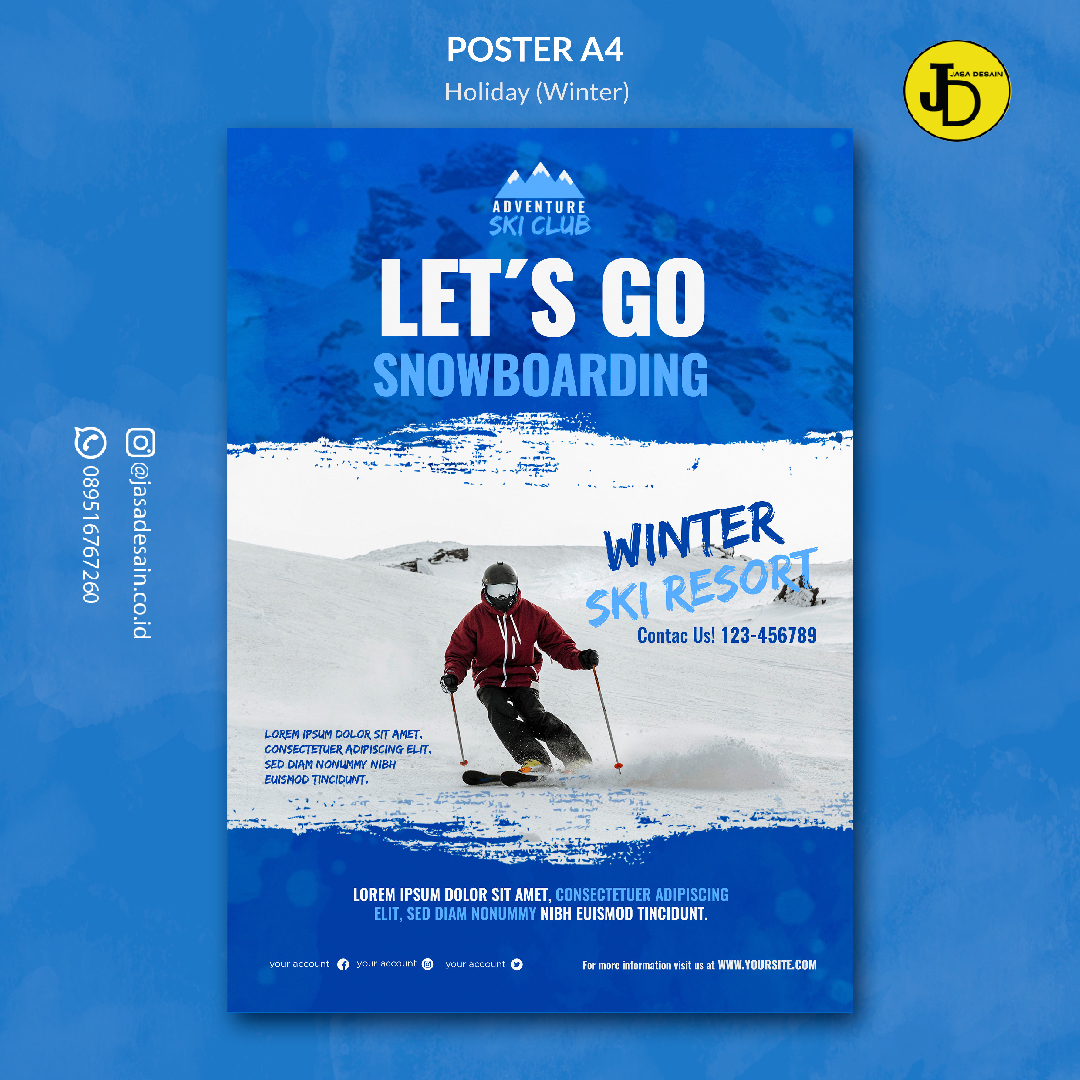 POSTER A4
Holiday (Winter)
JASA DESAIN
JD
ADVENTURE
SKI CLUB
LET'S GO
SNOWBOARDING
WINTER
SKI RESORT
Contac Us! 123-456789
@jasadesain.co.id
089516767260
LOREM IPSUM DOLOR SIT AMET,
CONSECTETUER ADIPISCING ELIT,
SED DIAM NONUMMY NIBH
EUISMOD TINCIDUNT.
LOREM IPSUM DOLOR SIT AMET, CONSECTETUER ADIPISCING
ELIT, SED DIAM NONUMMY NIBH EUISMOD TINCIDUNT.
your account your account your account
For more information visit us at WWW.YOURSITE.COM